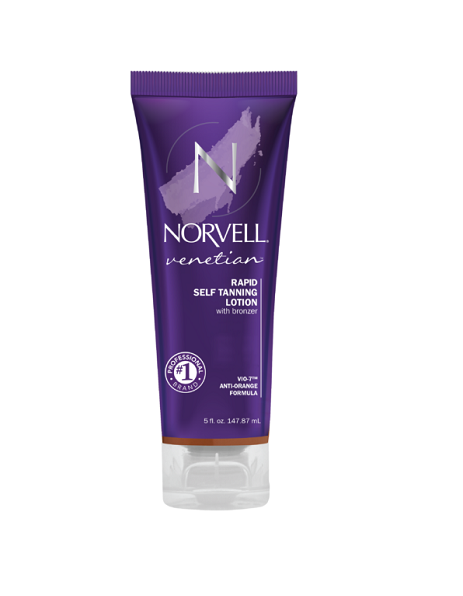 N
NORVELL®
venetian™
RAPID
SELF TANNING
LOTION
with bronzer
PROFESSIONAL
#1
BRAND
VIO-7™
ANTI-ORANGE
FORMULA
5 fl. oz. 147.87 mL